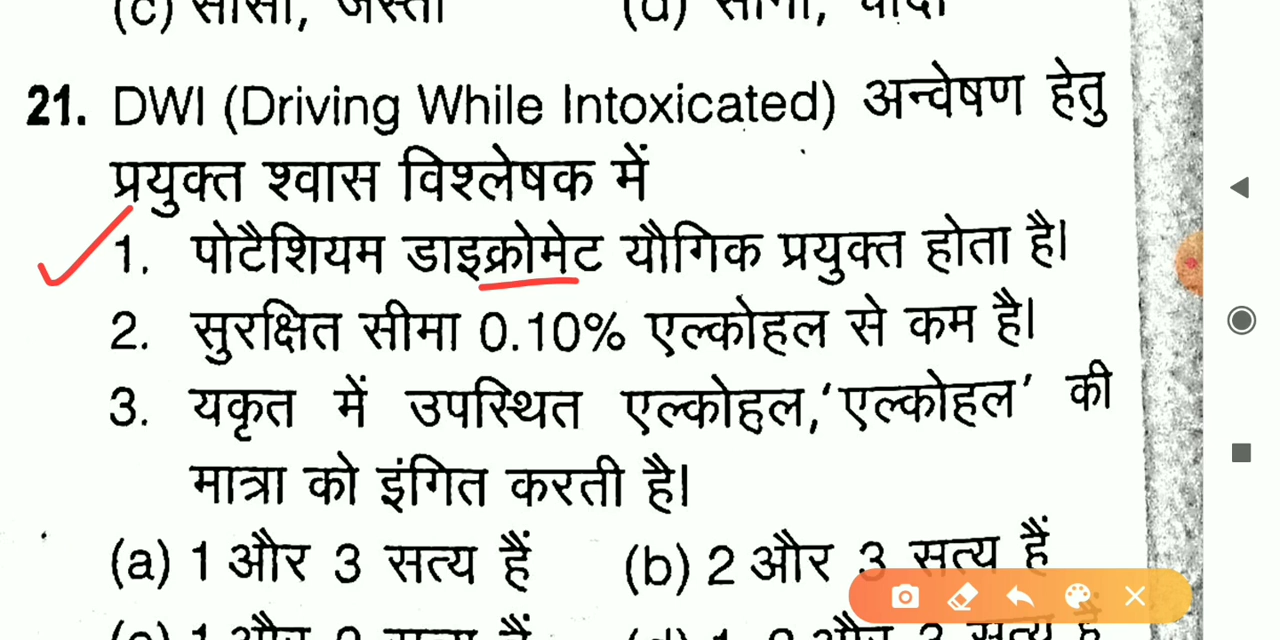 (c) सीसा, जस्ता (d) सोना, चांदी
21. DWI (Driving While Intoxicated) अन्वेषण हेतु
प्रयुक्त श्वास विश्लेषक में
1. पोटैशियम डाइक्रोमेट यौगिक प्रयुक्त होता है।
2. सुरक्षित सीमा 0.10% एल्कोहल से कम है।
3. यकृत में उपस्थित एल्कोहल, 'एल्कोहल' की
मात्रा को इंगित करती है।
(a) 1 और 3 सत्य हैं (b) 2 और 3 सत्य हैं